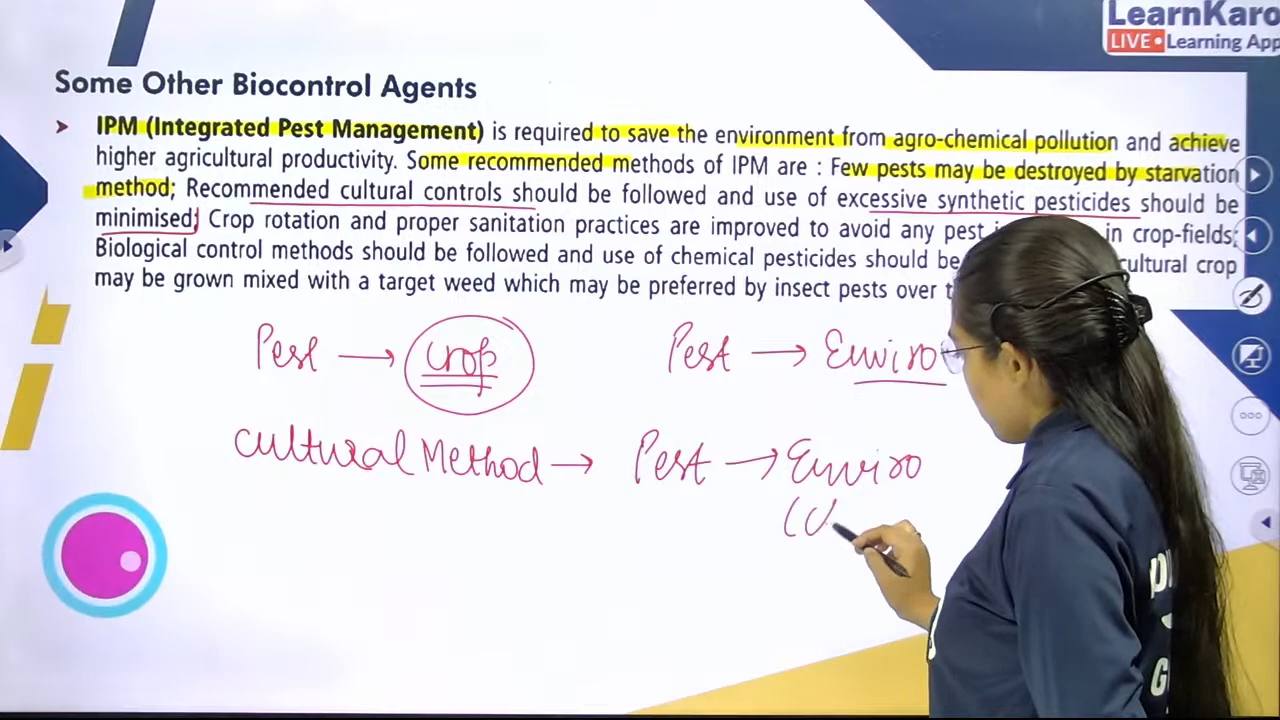 LearnKaro
LIVE • Learning App
Some Other Biocontrol Agents
➤ IPM (Integrated Pest Management) is required to save the environment from agro-chemical pollution and achieve
higher agricultural productivity. Some recommended methods of IPM are : Few pests may be destroyed by starvation
method; Recommended cultural controls should be followed and use of excessive synthetic pesticides should be
minimised; Crop rotation and proper sanitation practices are improved to avoid any pest in crop-fields;
Biological control methods should be followed and use of chemical pesticides should be cultural crop
may be grown mixed with a target weed which may be preferred by insect pests over
Pest → crop Pest → Enviro
Cultural Method → Pest → Enviro